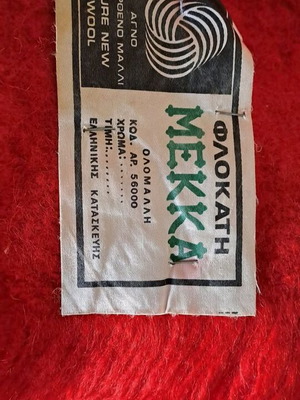 ΑΓΝΟ
ΡΘΕΝΟ ΜΑΛΛΙ
URE NEW
WOOL
ΦΛΟΚΑΤΗ
ΜΕΚΚΑ
ΟΛΟΜΑΛΛΗ
ΚΩΔ. ΑΡ. 56000
ΧΡΩΜΑ:........
ΤΙΜΗ:........
ΕΛΛΗΝΙΚΗΣ ΚΑΤΑΣΚΕΥΗΣ